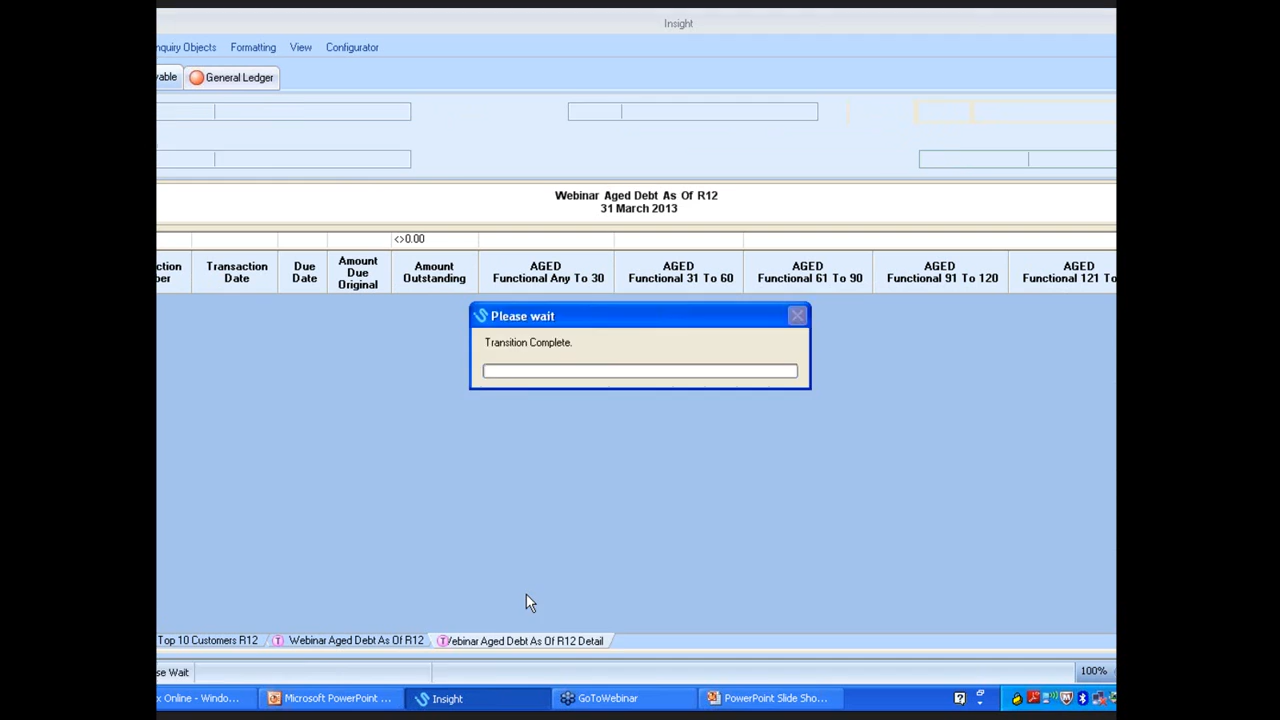 Insight
nquiry Objects Formatting View Configurator
vable General Ledger
Webinar Aged Debt As Of R12
31 March 2013
<>0.00
ction
ber
Transaction
Date
Due
Date
Amount
Due
Original
Amount
Outstanding
AGED
Functional Any To 30
AGED
Functional 31 To 60
AGED
Functional 61 To 90
AGED
Functional 91 To 120
AGED
Functional 121 To
Please wait
Transition Complete.
Top 10 Customers R12 Webinar Aged Debt As Of R12 Webinar Aged Debt As Of R12 Detail
se Wait 100%
x Online - Windo... Microsoft PowerPoint ... Insight GoToWebinar PowerPoint Slide Sho...